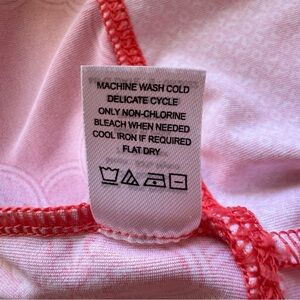 MACHINE WASH COLD
DELICATE CYCLE
ONLY NON-CHLORINE
BLEACH WHEN NEEDED
COOL IRON IF REQUIRED
FLAT DRY